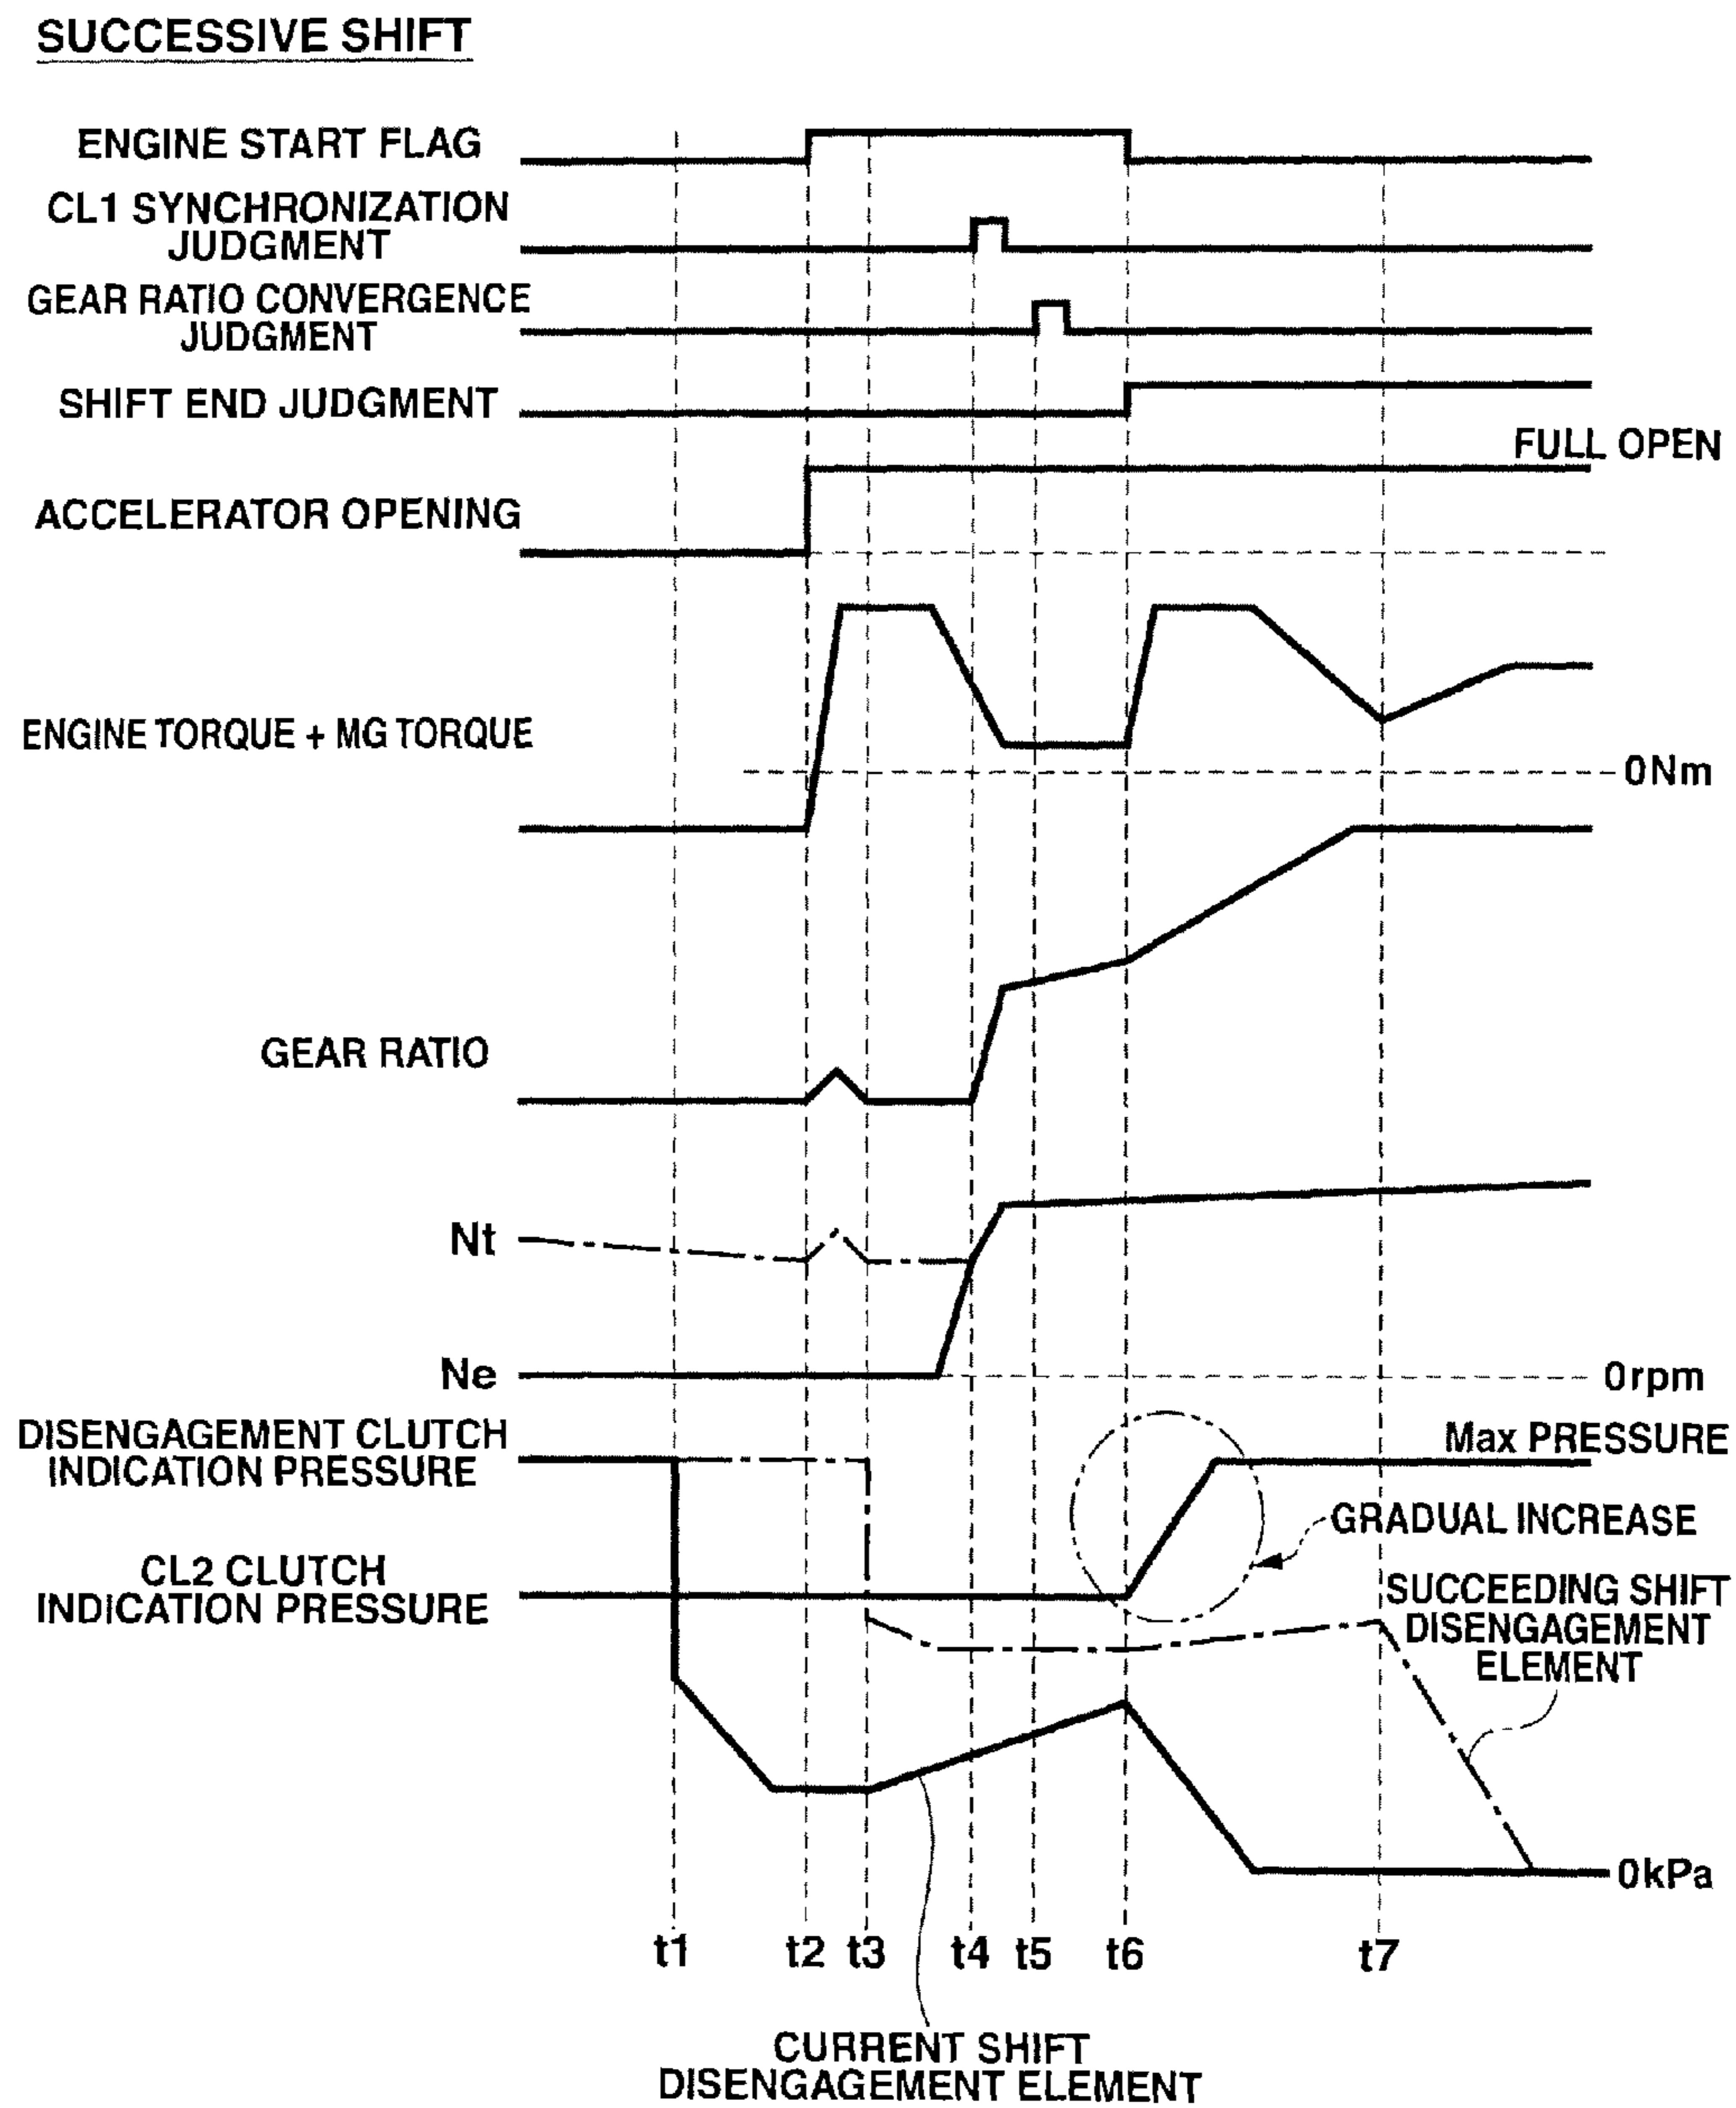 SUCCESSIVE SHIFT
ENGINE START FLAG
CL1 SYNCHRONIZATION
JUDGMENT
GEAR RATIO CONVERGENCE
JUDGMENT
SHIFT END JUDGMENT
FULL OPEN
ACCELERATOR OPENING
ENGINE TORQUE + MG TORQUE
0Nm
GEAR RATIO
Nt
Ne
0rpm
DISENGAGEMENT CLUTCH
INDICATION PRESSURE
Max PRESSURE
GRADUAL INCREASE
CL2 CLUTCH
INDICATION PRESSURE
SUCCEEDING SHIFT
DISENGAGEMENT
ELEMENT
0kPa
t1 t2 t3 t4 t5 t6 t7
CURRENT SHIFT
DISENGAGEMENT ELEMENT